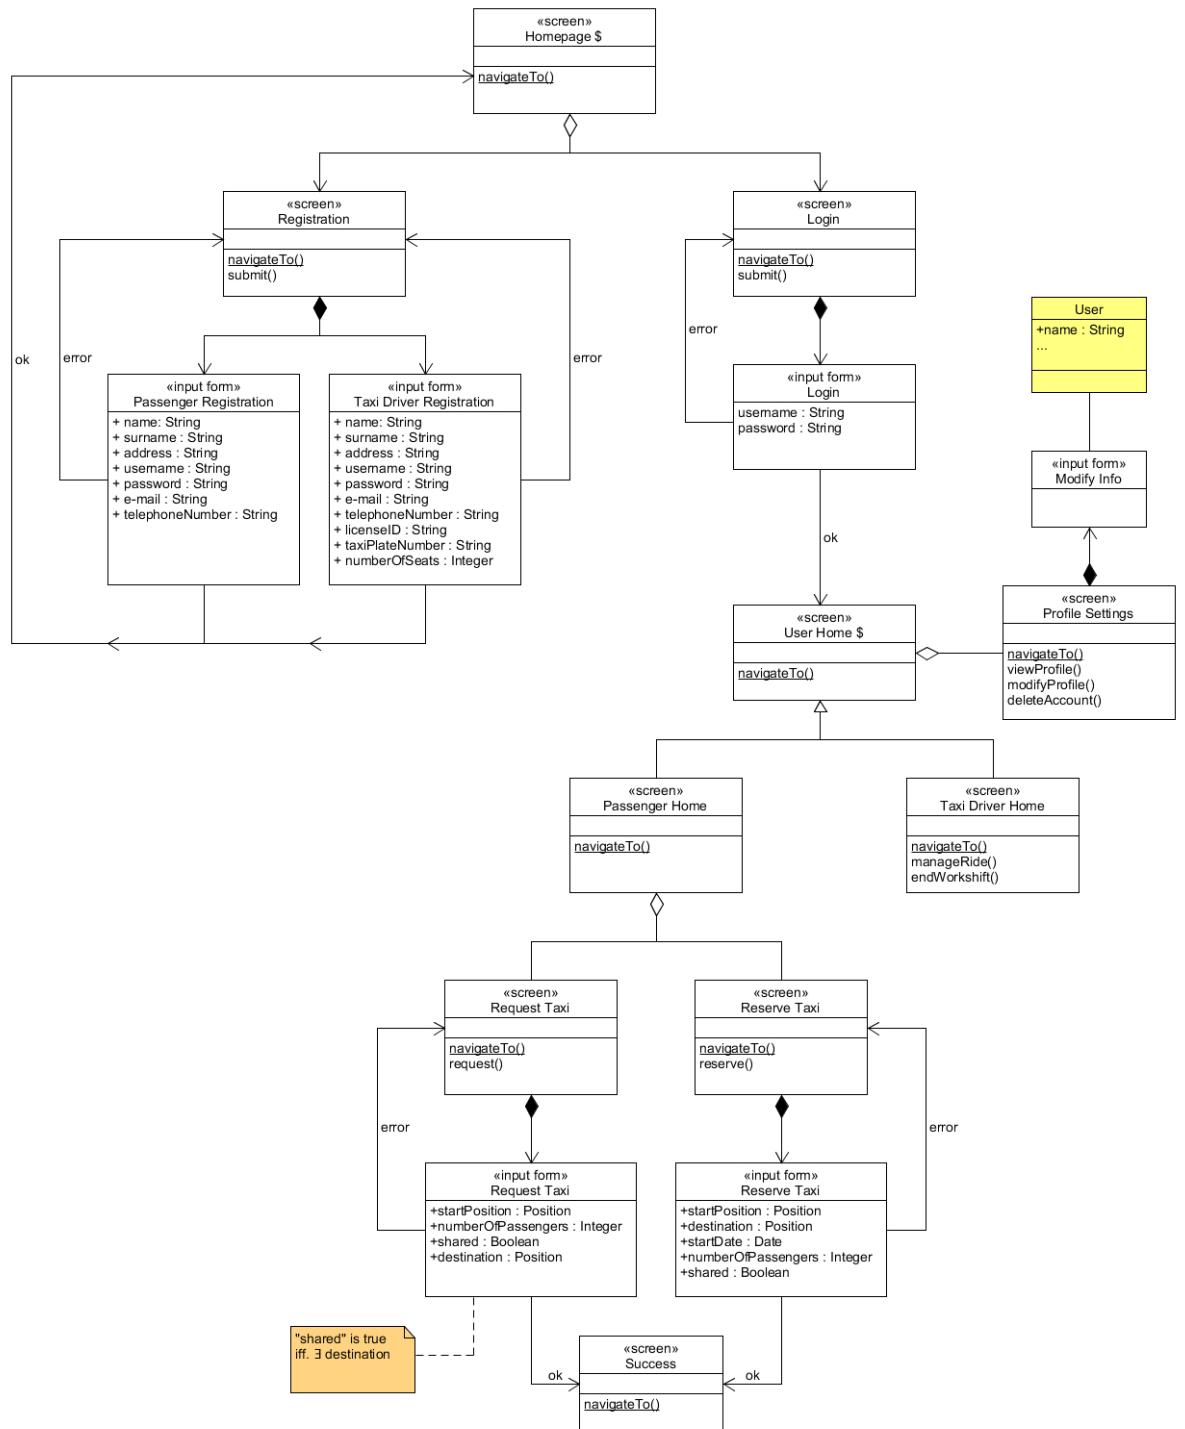 «screen»
Homepage $
navigateTo()
«screen»
Registration
navigateTo()
submit()
«screen»
Login
navigateTo()
submit()
ok
error
error
error
«input form»
Passenger Registration
+ name: String
+ surname : String
+ address : String
+ username : String
+ password : String
+ e-mail : String
+ telephoneNumber : String
«input form»
Taxi Driver Registration
+ name: String
+ surname : String
+ address : String
+ username : String
+ password : String
+ e-mail : String
+ telephoneNumber : String
+ licenseID : String
+ taxiPlateNumber : String
+ numberOfSeats : Integer
«input form»
Login
username : String
password : String
User
+name : String
...
«input form»
Modify Info
ok
«screen»
User Home $
navigateTo()
«screen»
Profile Settings
navigateTo()
viewProfile()
modifyProfile()
deleteAccount()
«screen»
Passenger Home
navigateTo()
«screen»
Taxi Driver Home
navigateTo()
manageRide()
endWorkshift()
«screen»
Request Taxi
navigateTo()
request()
«screen»
Reserve Taxi
navigateTo()
reserve()
error
error
«input form»
Request Taxi
+startPosition : Position
+numberOfPassengers : Integer
+shared : Boolean
+destination : Position
«input form»
Reserve Taxi
+startPosition : Position
+destination : Position
+startDate : Date
+numberOfPassengers : Integer
+shared : Boolean
"shared" is true
iff. ∃ destination
ok
ok
«screen»
Success
navigateTo()